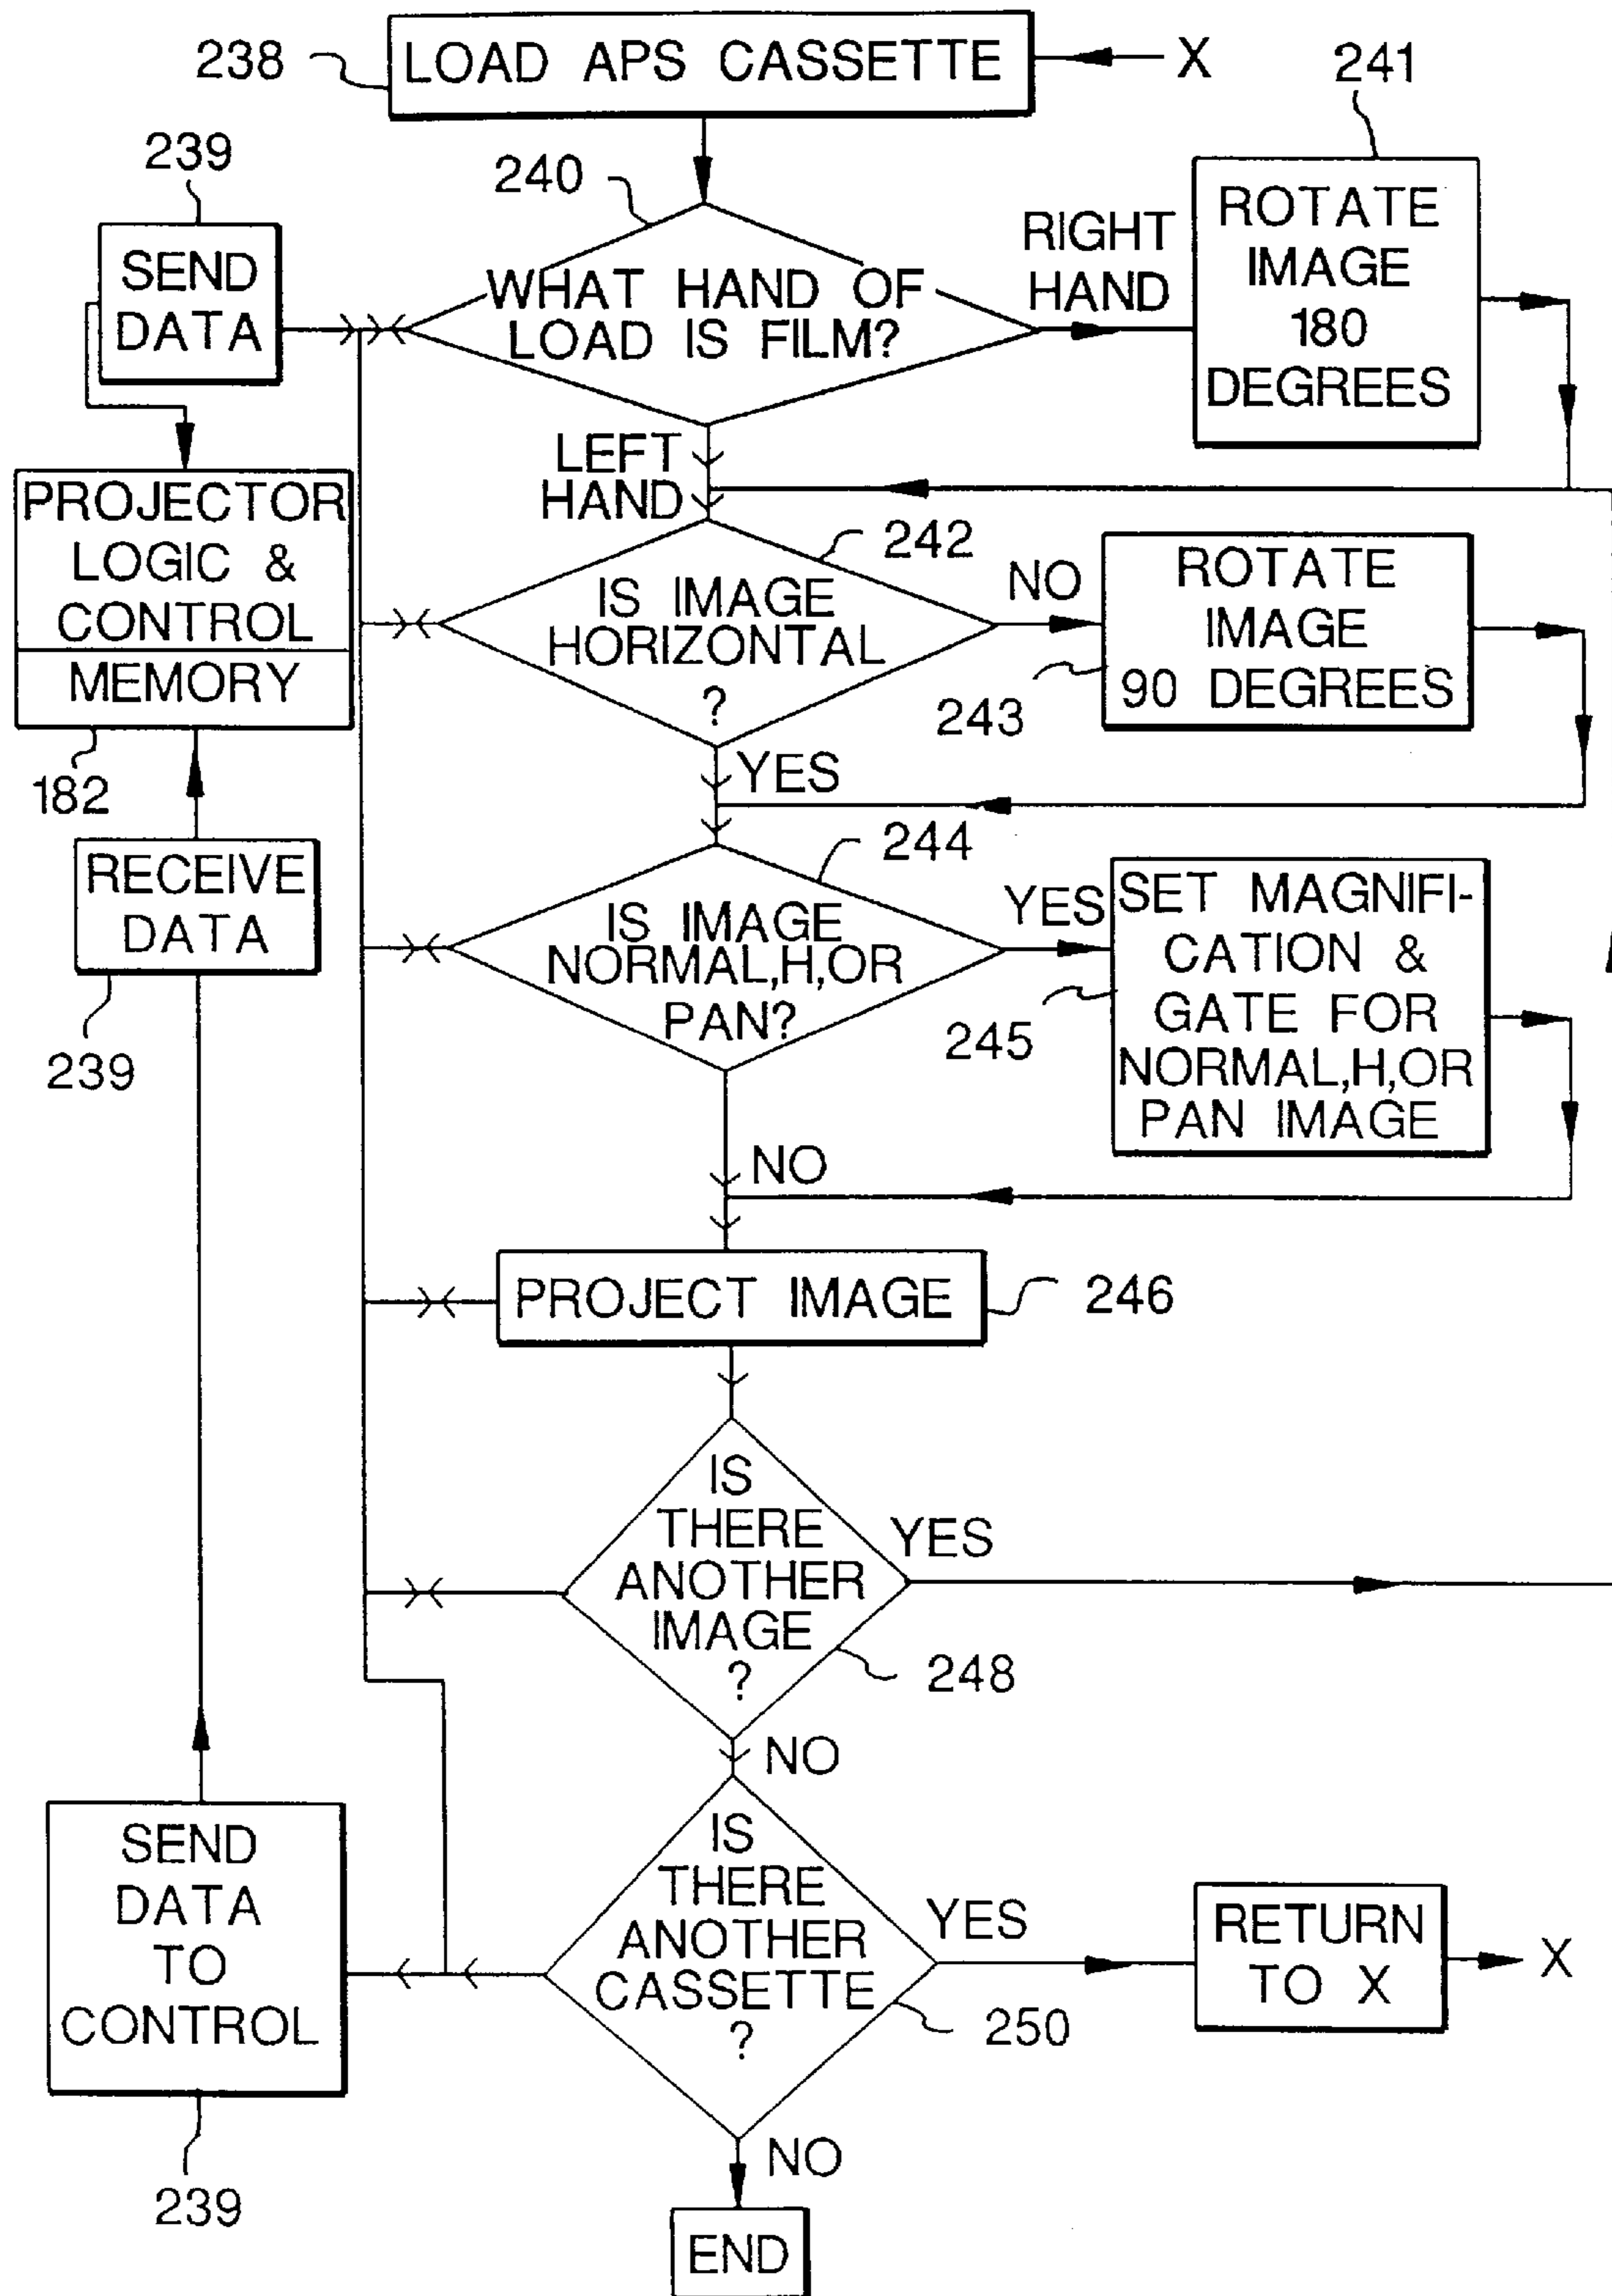 238
LOAD APS CASSETTE
X
241
239
240
SEND
DATA
WHAT HAND OF
LOAD IS FILM?
RIGHT
HAND
ROTATE
IMAGE
180
DEGREES
LEFT
HAND
PROJECTOR
LOGIC &
CONTROL
MEMORY
182
242
IS IMAGE
HORIZONTAL
?
NO
ROTATE
IMAGE
90 DEGREES
243
YES
RECEIVE
DATA
239
244
IS IMAGE
NORMAL,H,OR
PAN?
YES
SET MAGNIFI-
CATION &
GATE FOR
NORMAL,H,OR
PAN IMAGE
245
NO
PROJECT IMAGE
246
IS
THERE
ANOTHER
IMAGE
?
YES
248
NO
SEND
DATA
TO
CONTROL
239
IS
THERE
ANOTHER
CASSETTE
?
YES
250
RETURN
TO X
X
NO
END